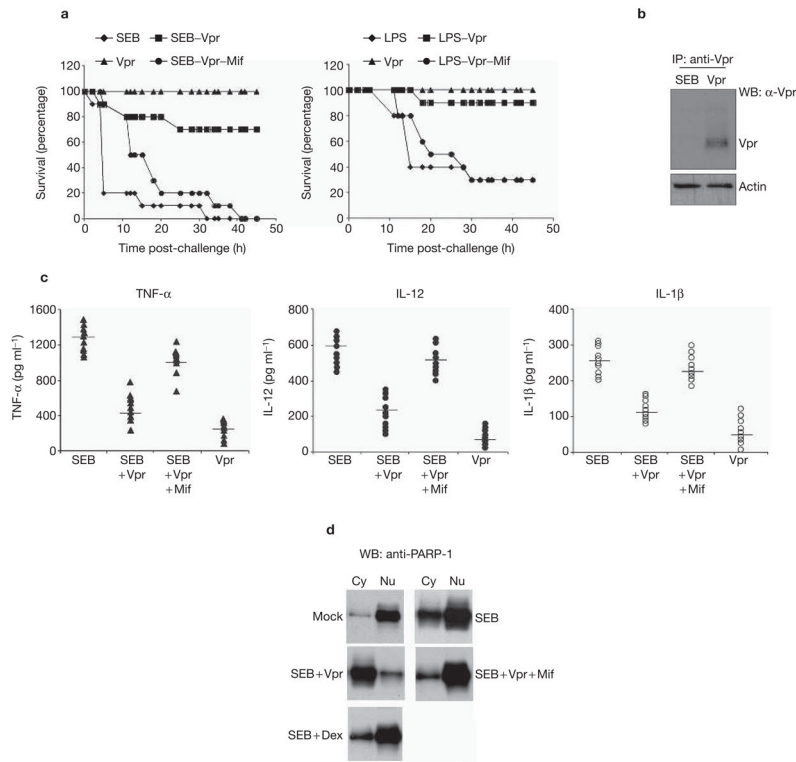 a
SEB SEB–Vpr
Vpr SEB–Vpr–Mif
120
100
80
60
40
20
0
Survival (percentage)
0 10 20 30 40 50
Time post-challenge (h)
LPS LPS–Vpr
Vpr LPS–Vpr–Mif
120
100
80
60
40
20
0
Survival (percentage)
0 10 20 30 40 50
Time post-challenge (h)
b
IP: anti-Vpr
SEB Vpr
WB: α-Vpr
Vpr
Actin
c
TNF-α
1600
1200
800
400
0
TNF-α (pg ml⁻¹)
SEB SEB SEB Vpr
+Vpr +Vpr
+Mif
IL-12
800
600
400
200
0
IL-12 (pg ml⁻¹)
SEB SEB SEB Vpr
+Vpr +Vpr
+Mif
IL-1β
400
300
200
100
0
IL-1β (pg ml⁻¹)
SEB SEB SEB Vpr
+Vpr +Vpr
+Mif
d
WB: anti-PARP-1
Cy Nu Cy Nu
Mock SEB
SEB+Vpr SEB+Vpr+Mif
SEB+Dex